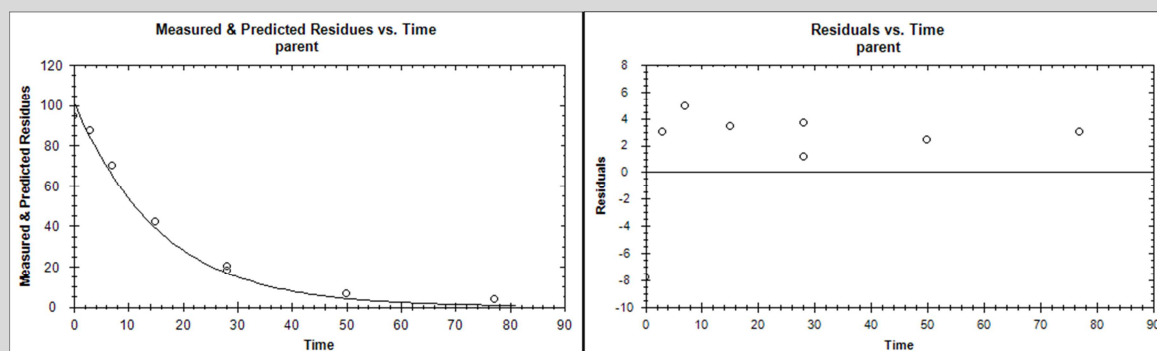 Measured & Predicted Residues vs. Time
parent
Measured & Predicted Residues
120
100
80
60
40
20
0
0 10 20 30 40 50 60 70 80 90
Time
Residuals vs. Time
parent
Residuals
8
6
4
2
0
-2
-4
-6
-8
-10
0 10 20 30 40 50 60 70 80 90
Time